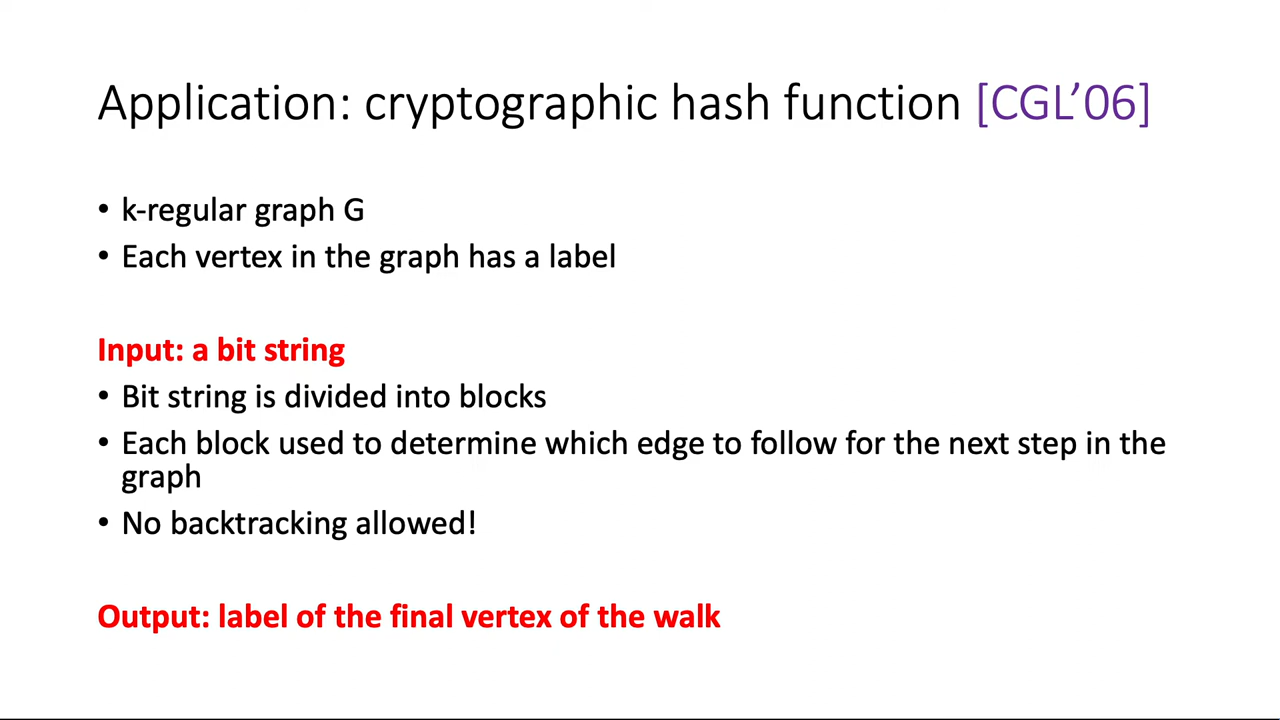 Application: cryptographic hash function [CGL’06]
• k-regular graph G
• Each vertex in the graph has a label
Input: a bit string
• Bit string is divided into blocks
• Each block used to determine which edge to follow for the next step in the
graph
• No backtracking allowed!
Output: label of the final vertex of the walk